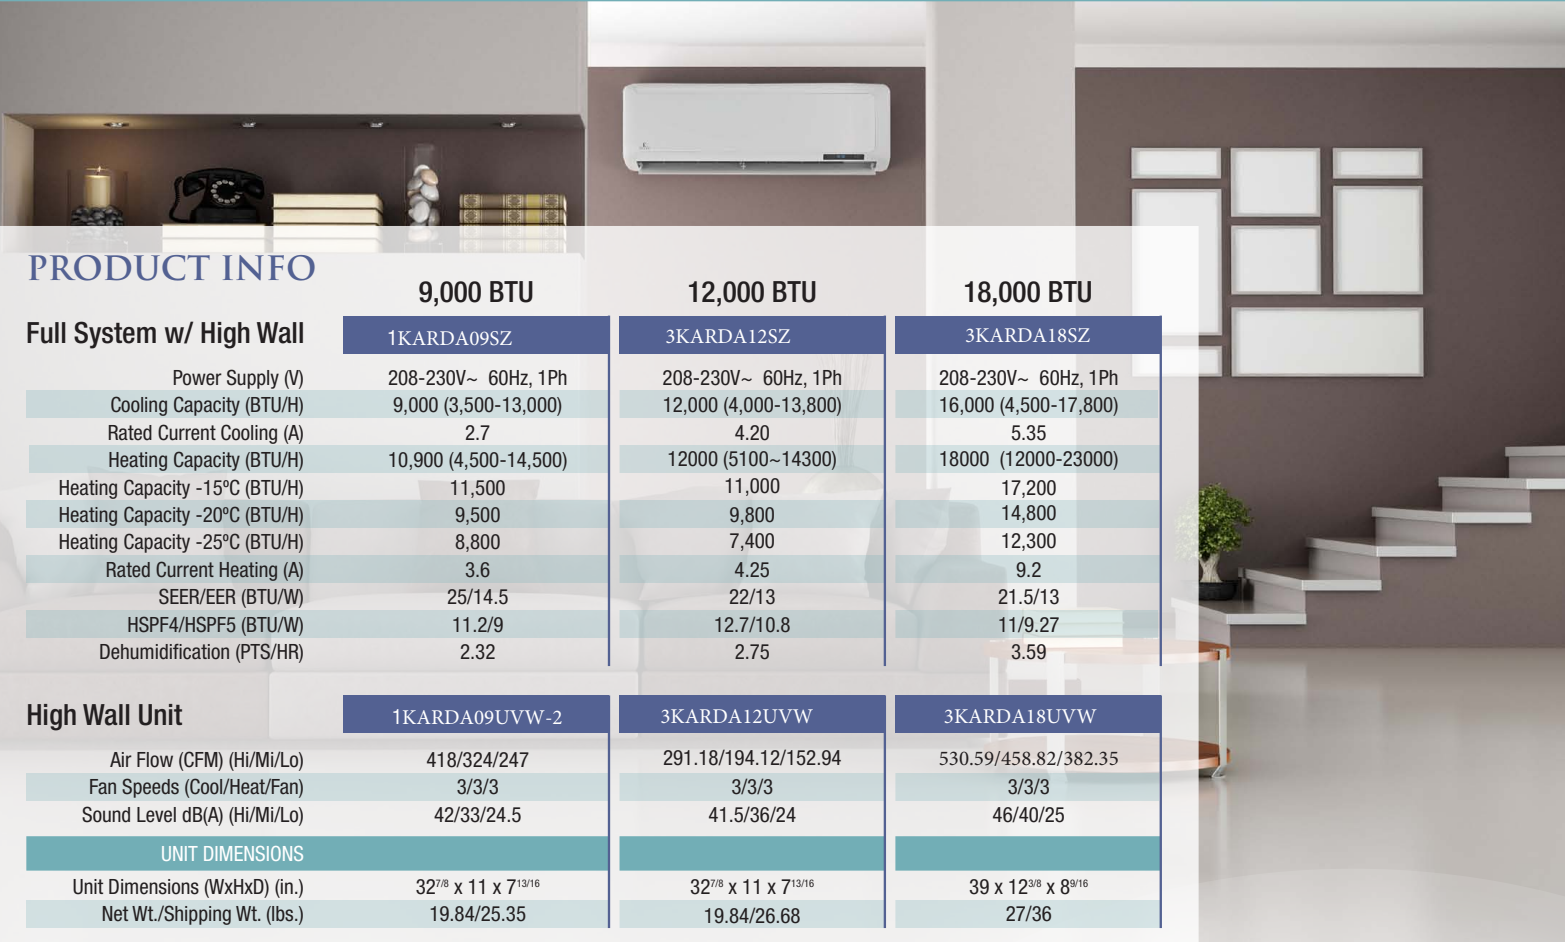 PRODUCT INFO
9,000 BTU 12,000 BTU 18,000 BTU
Full System w/ High Wall 1KARDA09SZ 3KARDA12SZ 3KARDA18SZ
Power Supply (V) 208-230V~ 60Hz, 1Ph 208-230V~ 60Hz, 1Ph 208-230V~ 60Hz, 1Ph
Cooling Capacity (BTU/H) 9,000 (3,500-13,000) 12,000 (4,000-13,800) 16,000 (4,500-17,800)
Rated Current Cooling (A) 2.7 4.20 5.35
Heating Capacity (BTU/H) 10,900 (4,500-14,500) 12000 (5100~14300) 18000 (12000-23000)
Heating Capacity -15ºC (BTU/H) 11,500 11,000 17,200
Heating Capacity -20ºC (BTU/H) 9,500 9,800 14,800
Heating Capacity -25ºC (BTU/H) 8,800 7,400 12,300
Rated Current Heating (A) 3.6 4.25 9.2
SEER/EER (BTU/W) 25/14.5 22/13 21.5/13
HSPF4/HSPF5 (BTU/W) 11.2/9 12.7/10.8 11/9.27
Dehumidification (PTS/HR) 2.32 2.75 3.59
High Wall Unit 1KARDA09UVW-2 3KARDA12UVW 3KARDA18UVW
Air Flow (CFM) (Hi/Mi/Lo) 418/324/247 291.18/194.12/152.94 530.59/458.82/382.35
Fan Speeds (Cool/Heat/Fan) 3/3/3 3/3/3 3/3/3
Sound Level dB(A) (Hi/Mi/Lo) 42/33/24.5 41.5/36/24 46/40/25
UNIT DIMENSIONS
Unit Dimensions (WxHxD) (in.) 32 7/8 x 11 x 7 13/16 32 7/8 x 11 x 7 13/16 39 x 12 3/8 x 8 9/16
Net Wt./Shipping Wt. (lbs.) 19.84/25.35 19.84/26.68 27/36